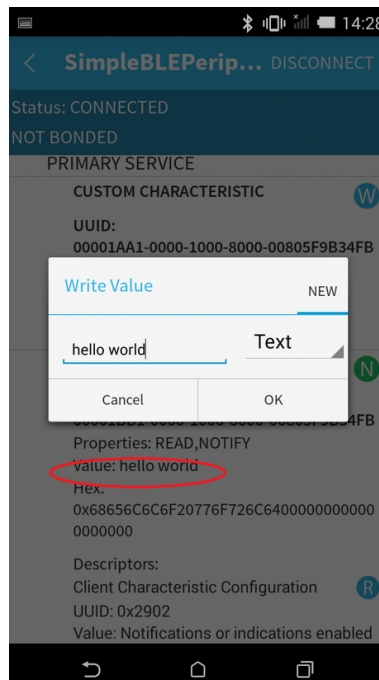 14:28
SimpleBLEPerip... DISCONNECT
Status: CONNECTED
NOT BONDED
PRIMARY SERVICE
CUSTOM CHARACTERISTIC
W
UUID:
00001AA1-0000-1000-8000-00805F9B34FB
Write Value
NEW
hello world
Text
N
Cancel
OK
Properties: READ,NOTIFY
Value: hello world
Hex:
0x68656C6C6F20776F726C6400000000000
0000000
Descriptors:
Client Characteristic Configuration
R
UUID: 0x2902
Value: Notifications or indications enabled